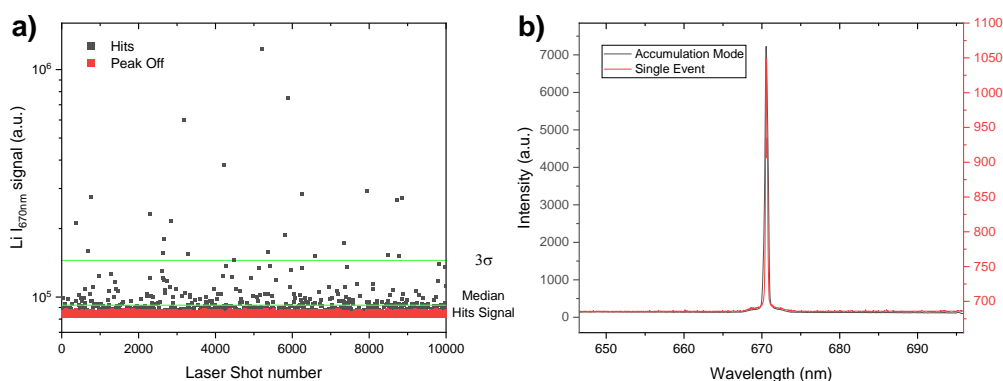 a)
Hits
Peak Off
10⁶
10⁵
Li I₆₇₀ₙₘ signal (a.u.)
3σ
Median
Hits Signal
0 2000 4000 6000 8000 10000
Laser Shot number
b)
Accumulation Mode
Single Event
7000
6000
5000
4000
3000
2000
1000
0
Intensity (a.u.)
1100
1050
1000
950
900
850
800
750
700
650 660 670 680 690
Wavelength (nm)